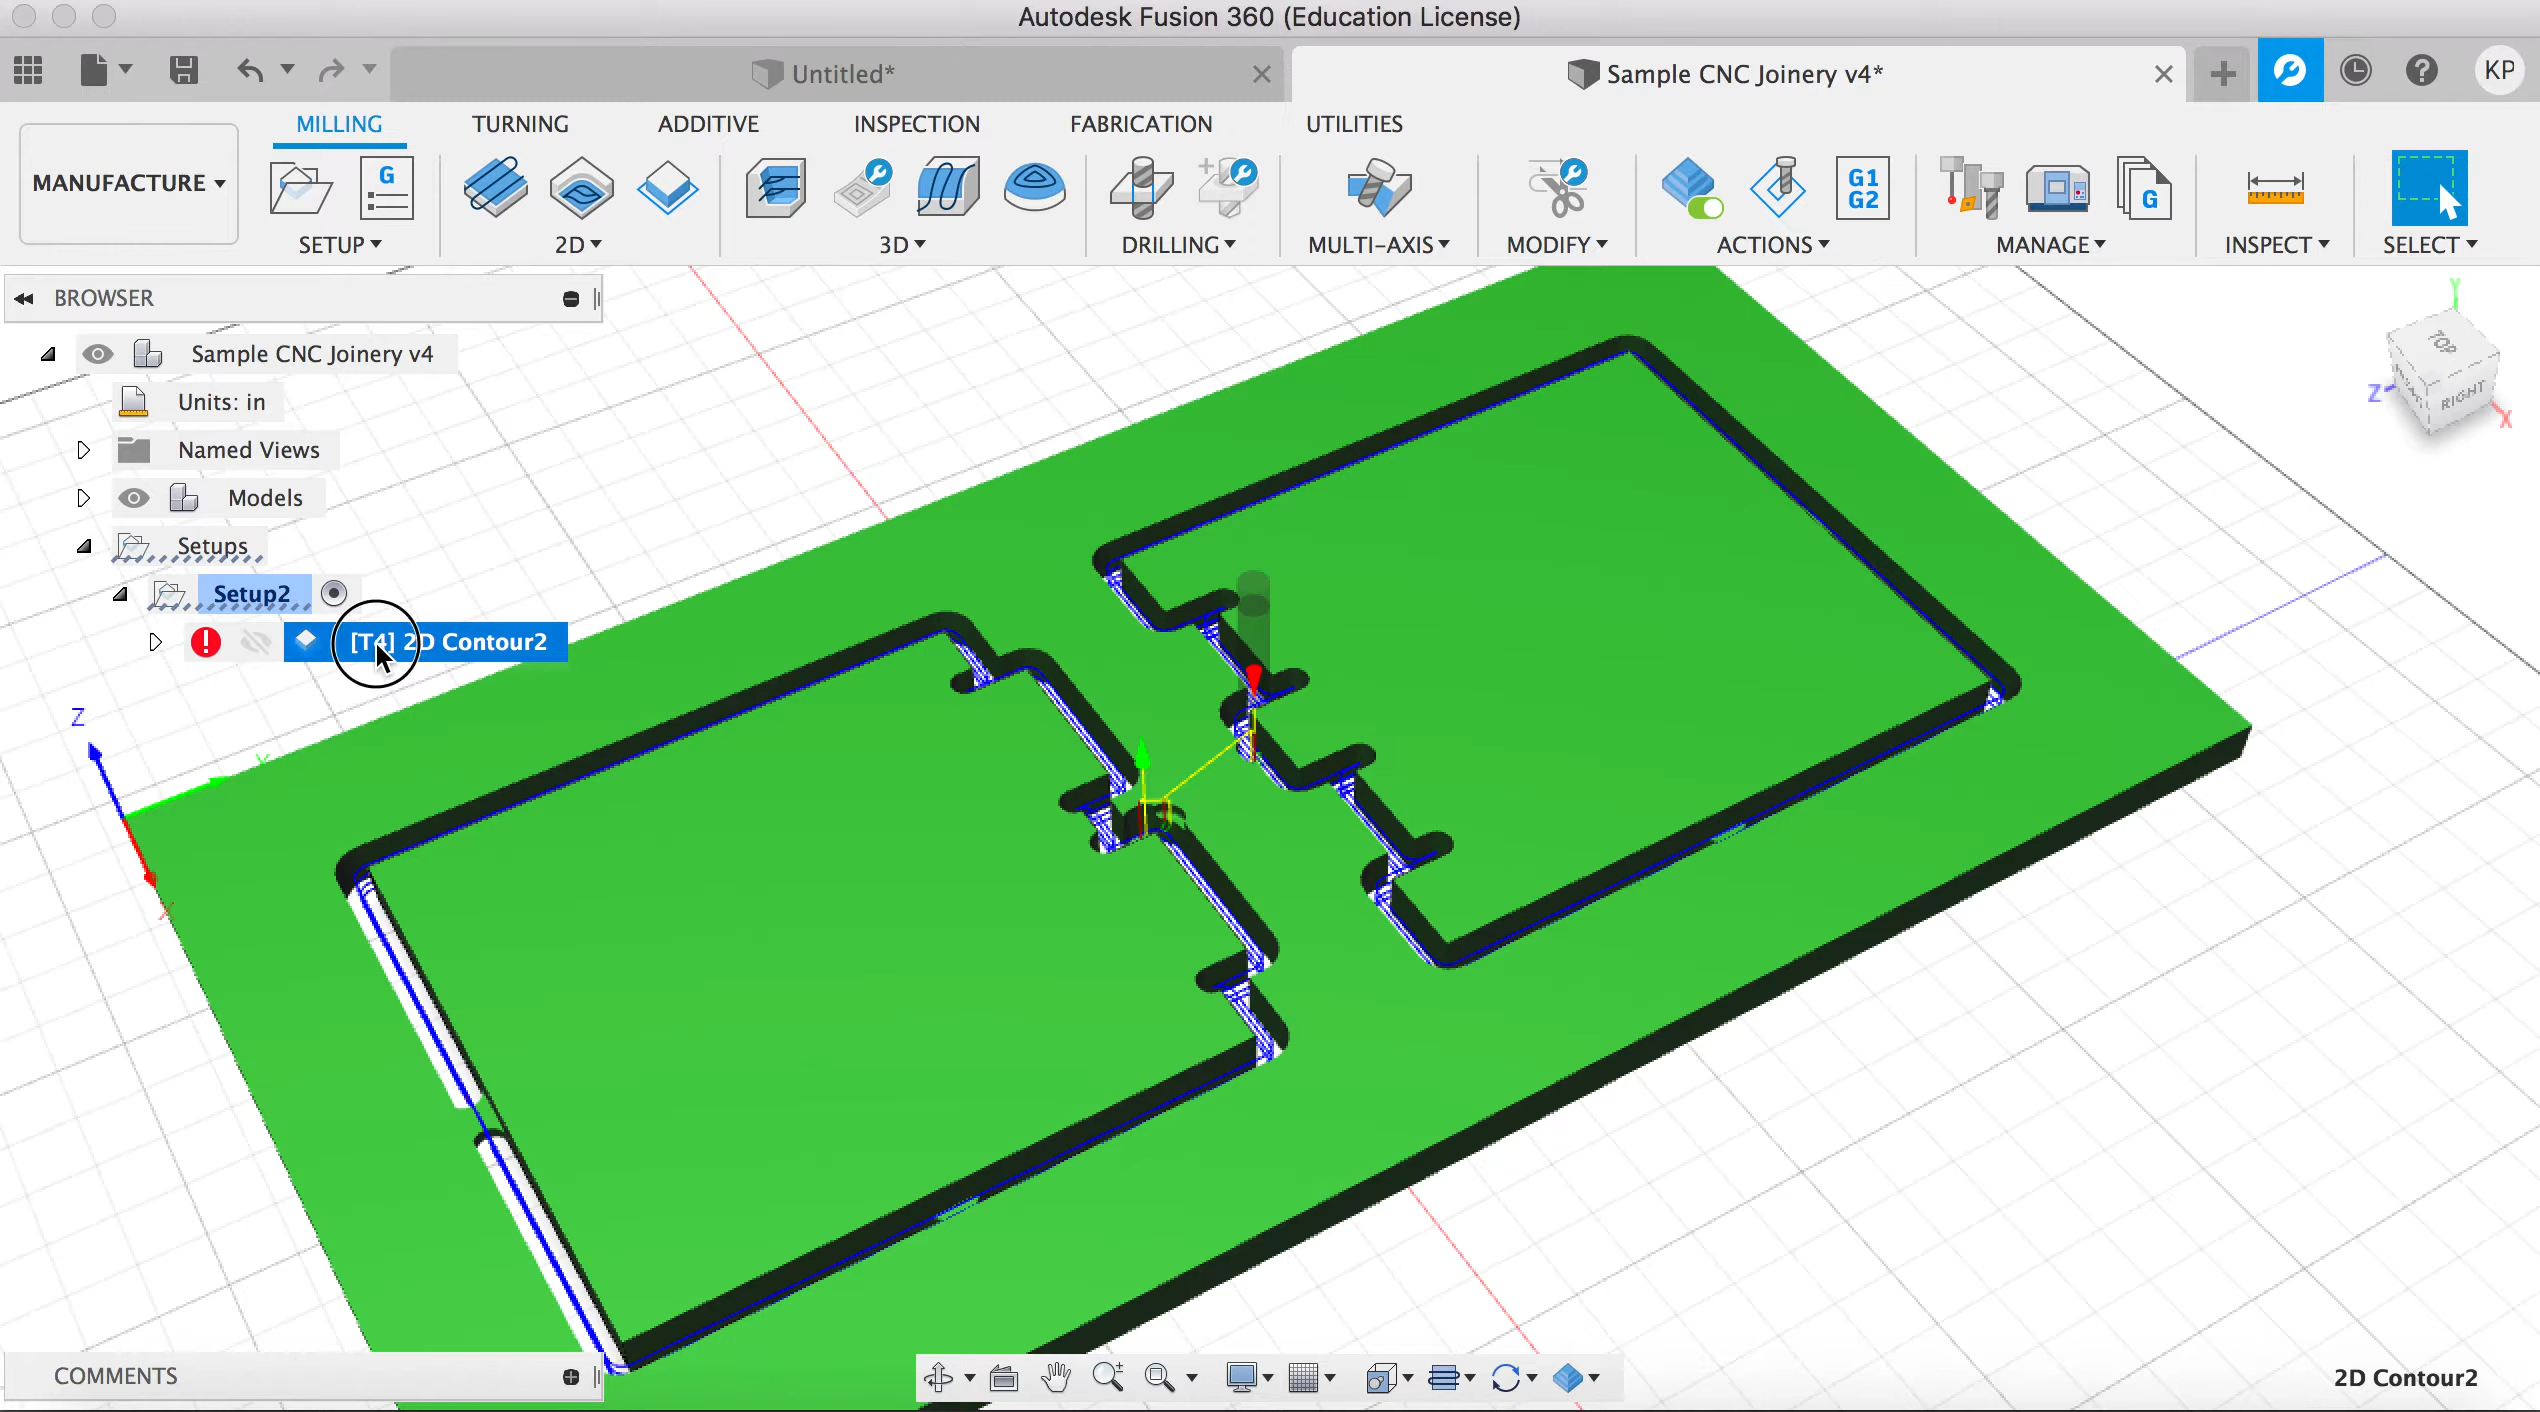 Autodesk Fusion 360 (Education License)
Untitled*
Sample CNC Joinery v4*
KP
MANUFACTURE
MILLING
TURNING
ADDITIVE
INSPECTION
FABRICATION
UTILITIES
G
G1
G2
G
SETUP
2D
3D
DRILLING
MULTI-AXIS
MODIFY
ACTIONS
MANAGE
INSPECT
SELECT
BROWSER
Sample CNC Joinery v4
Units: in
Named Views
Models
Setups
Setup2
[T4] 2D Contour2
Y
TOP
RIGHT
Z
X
Z
Y
X
COMMENTS
2D Contour2